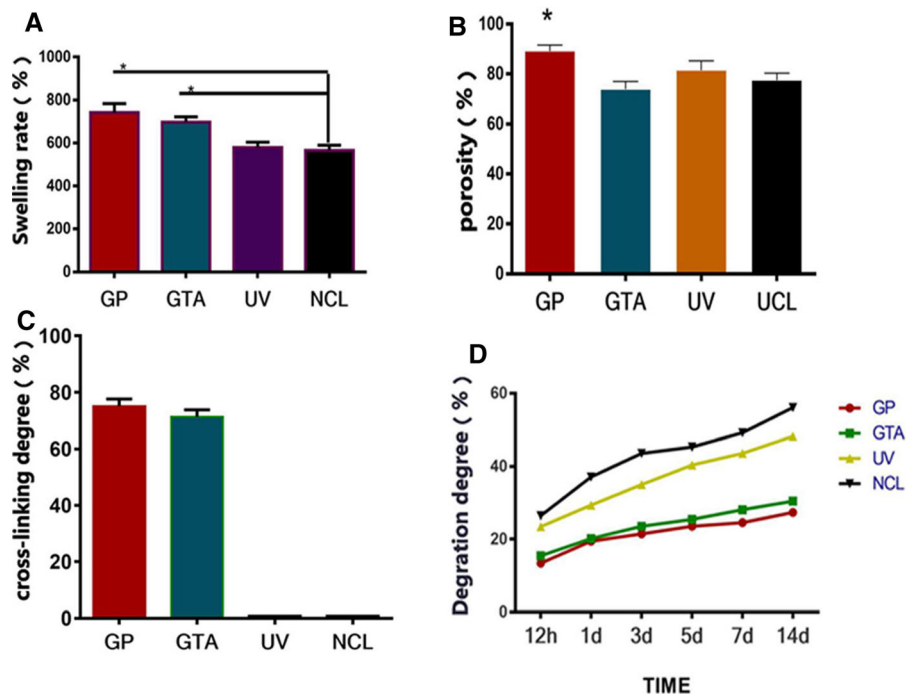 A
Swelling rate ( % )
1000
800
600
400
200
0
*
*
GP GTA UV NCL
B
porosity ( % )
100
80
60
40
20
0
*
GP GTA UV UCL
C
cross-linking degree ( % )
100
80
60
40
20
0
GP GTA UV NCL
D
Degration degree ( % )
60
40
20
0
12h 1d 3d 5d 7d 14d
TIME
GP
GTA
UV
NCL